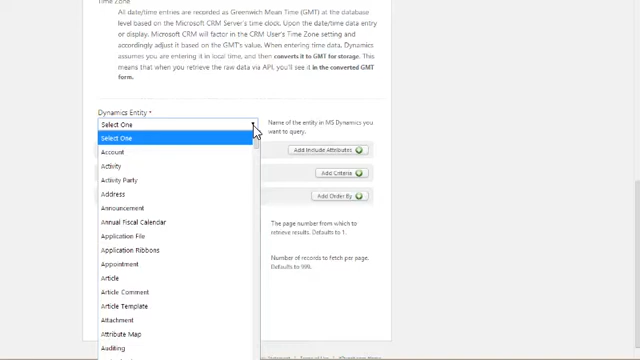 Time Zone
All date/time entries are recorded as Greenwich Mean Time (GMT) at the database
level based on the Microsoft CRM Server's time clock. Upon the date/time data entry
or display. Microsoft CRM will factor in the CRM User's Time Zone setting and
accordingly adjust it based on the GMT's value. When entering time data, Dynamics
assumes you are entering it in local time, and then converts it to GMT for storage. This
means that when you retrieve the raw data via API, you'll see it in the converted GMT
form.
Dynamics Entity *
Select One
Name of the entity in MS Dynamics you
want to query.
Select One
Account
Add Include Attributes
Activity
Add Criteria
Activity Party
Address
Add Order By
Announcement
Annual Fiscal Calendar
The page number from which to
retrieve results. Defaults to 1.
Application File
Application Ribbons
Appointment
Number of records to fetch per page.
Defaults to 999.
Article
Article Comment
Article Template
Attachment
Attribute Map
Auditing